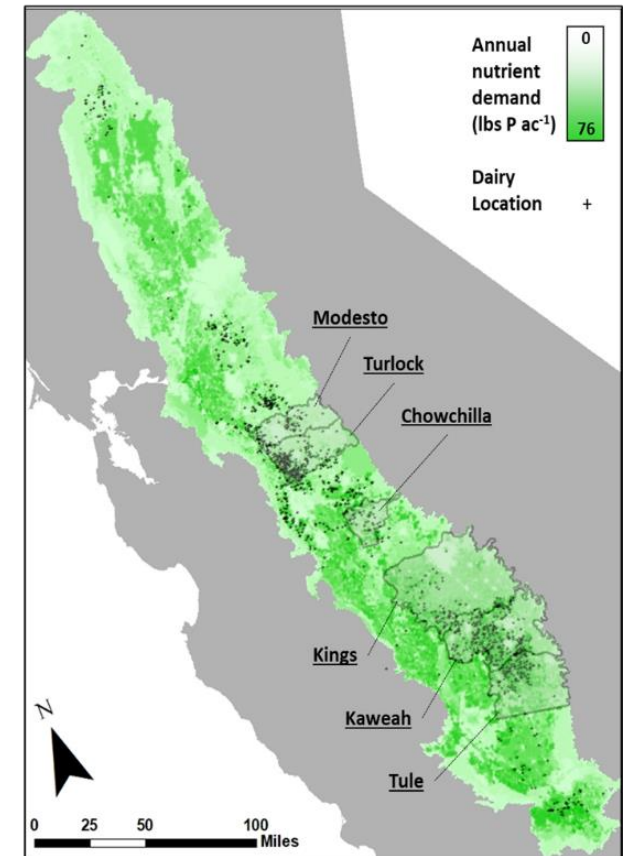 Annual
nutrient
demand
(lbs P ac⁻¹)
0
76
Dairy
Location +
Modesto
Turlock
Chowchilla
Kings
Kaweah
Tule
N
0 25 50 100
Miles